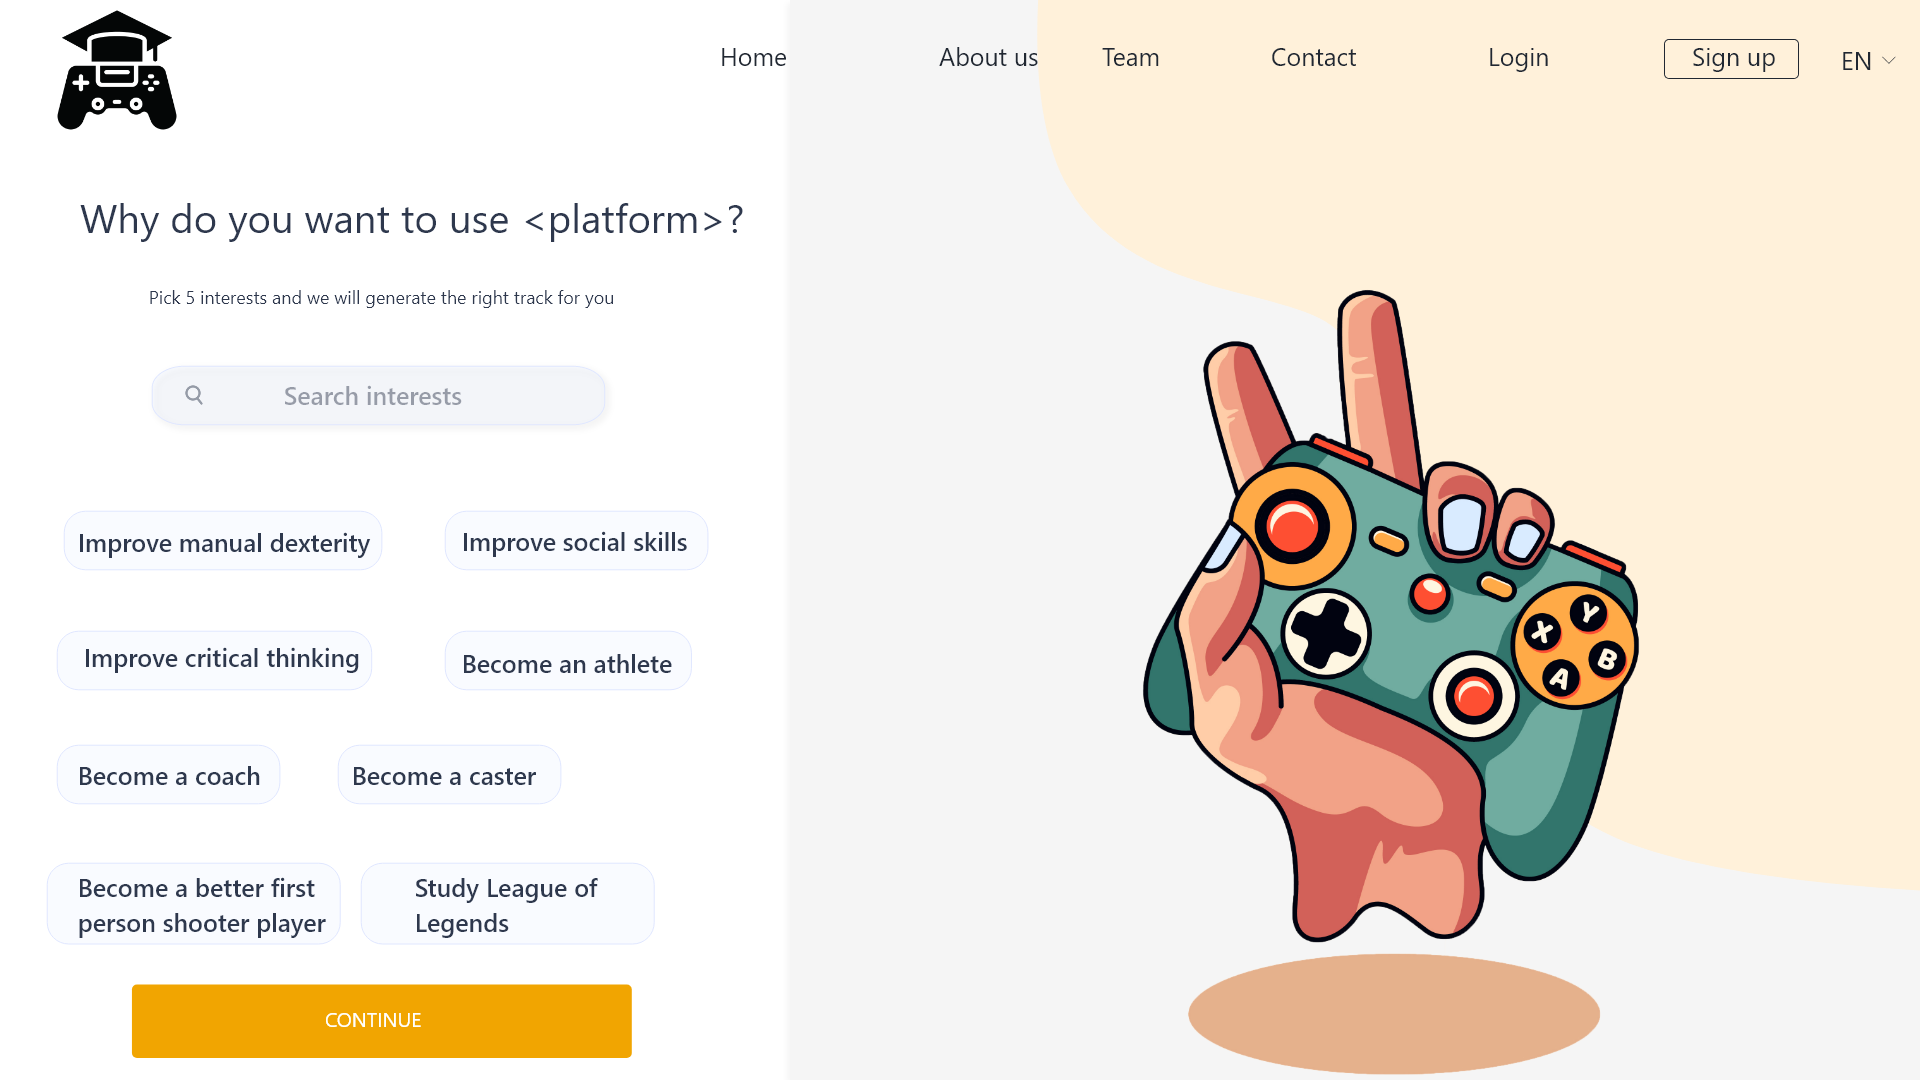 Home
About us
Team
Contact
Login
Sign up
EN
Why do you want to use <platform>?
Pick 5 interests and we will generate the right track for you
Search interests
Improve manual dexterity
Improve social skills
Improve critical thinking
Become an athlete
Become a coach
Become a caster
Become a better first
person shooter player
Study League of
Legends
CONTINUE
X
Y
B
A